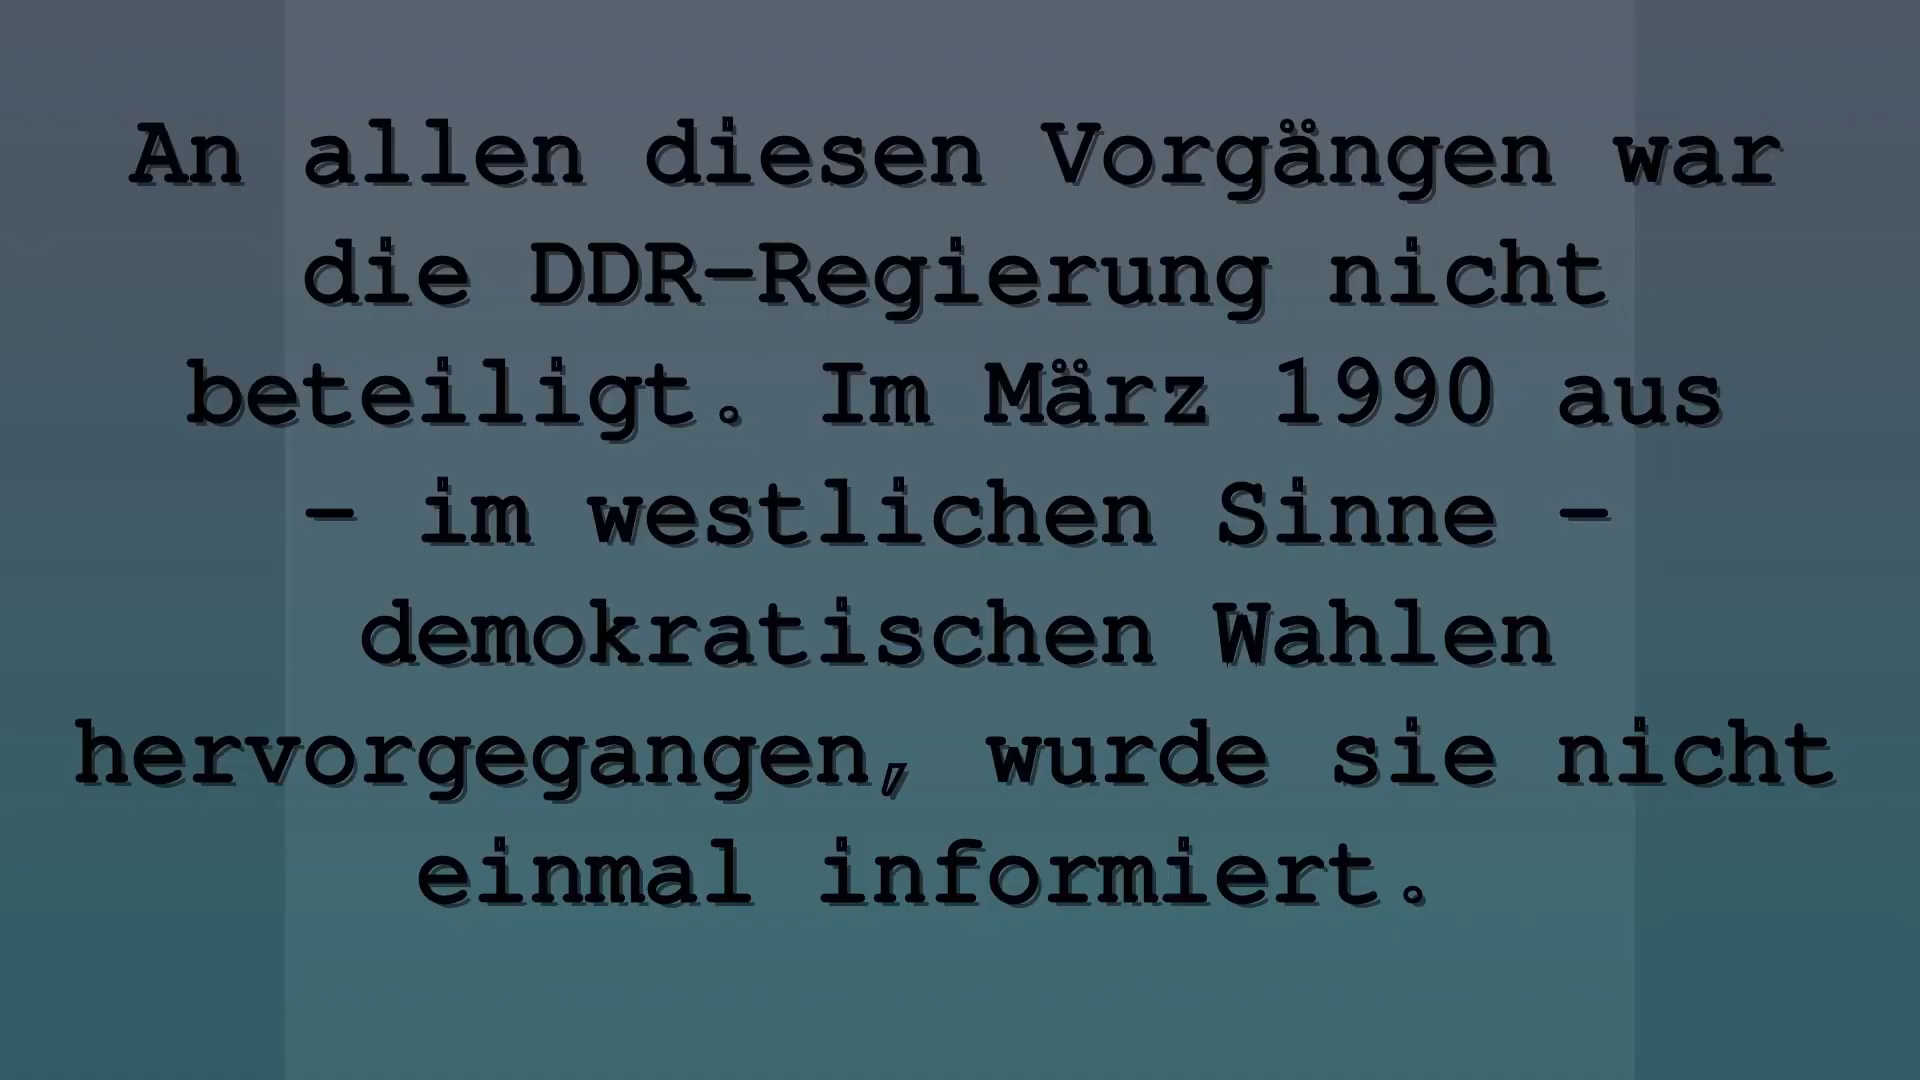 An allen diesen Vorgängen war
die DDR-Regierung nicht
beteiligt. Im März 1990 aus
- im westlichen Sinne -
demokratischen Wahlen
hervorgegangen, wurde sie nicht
einmal informiert.